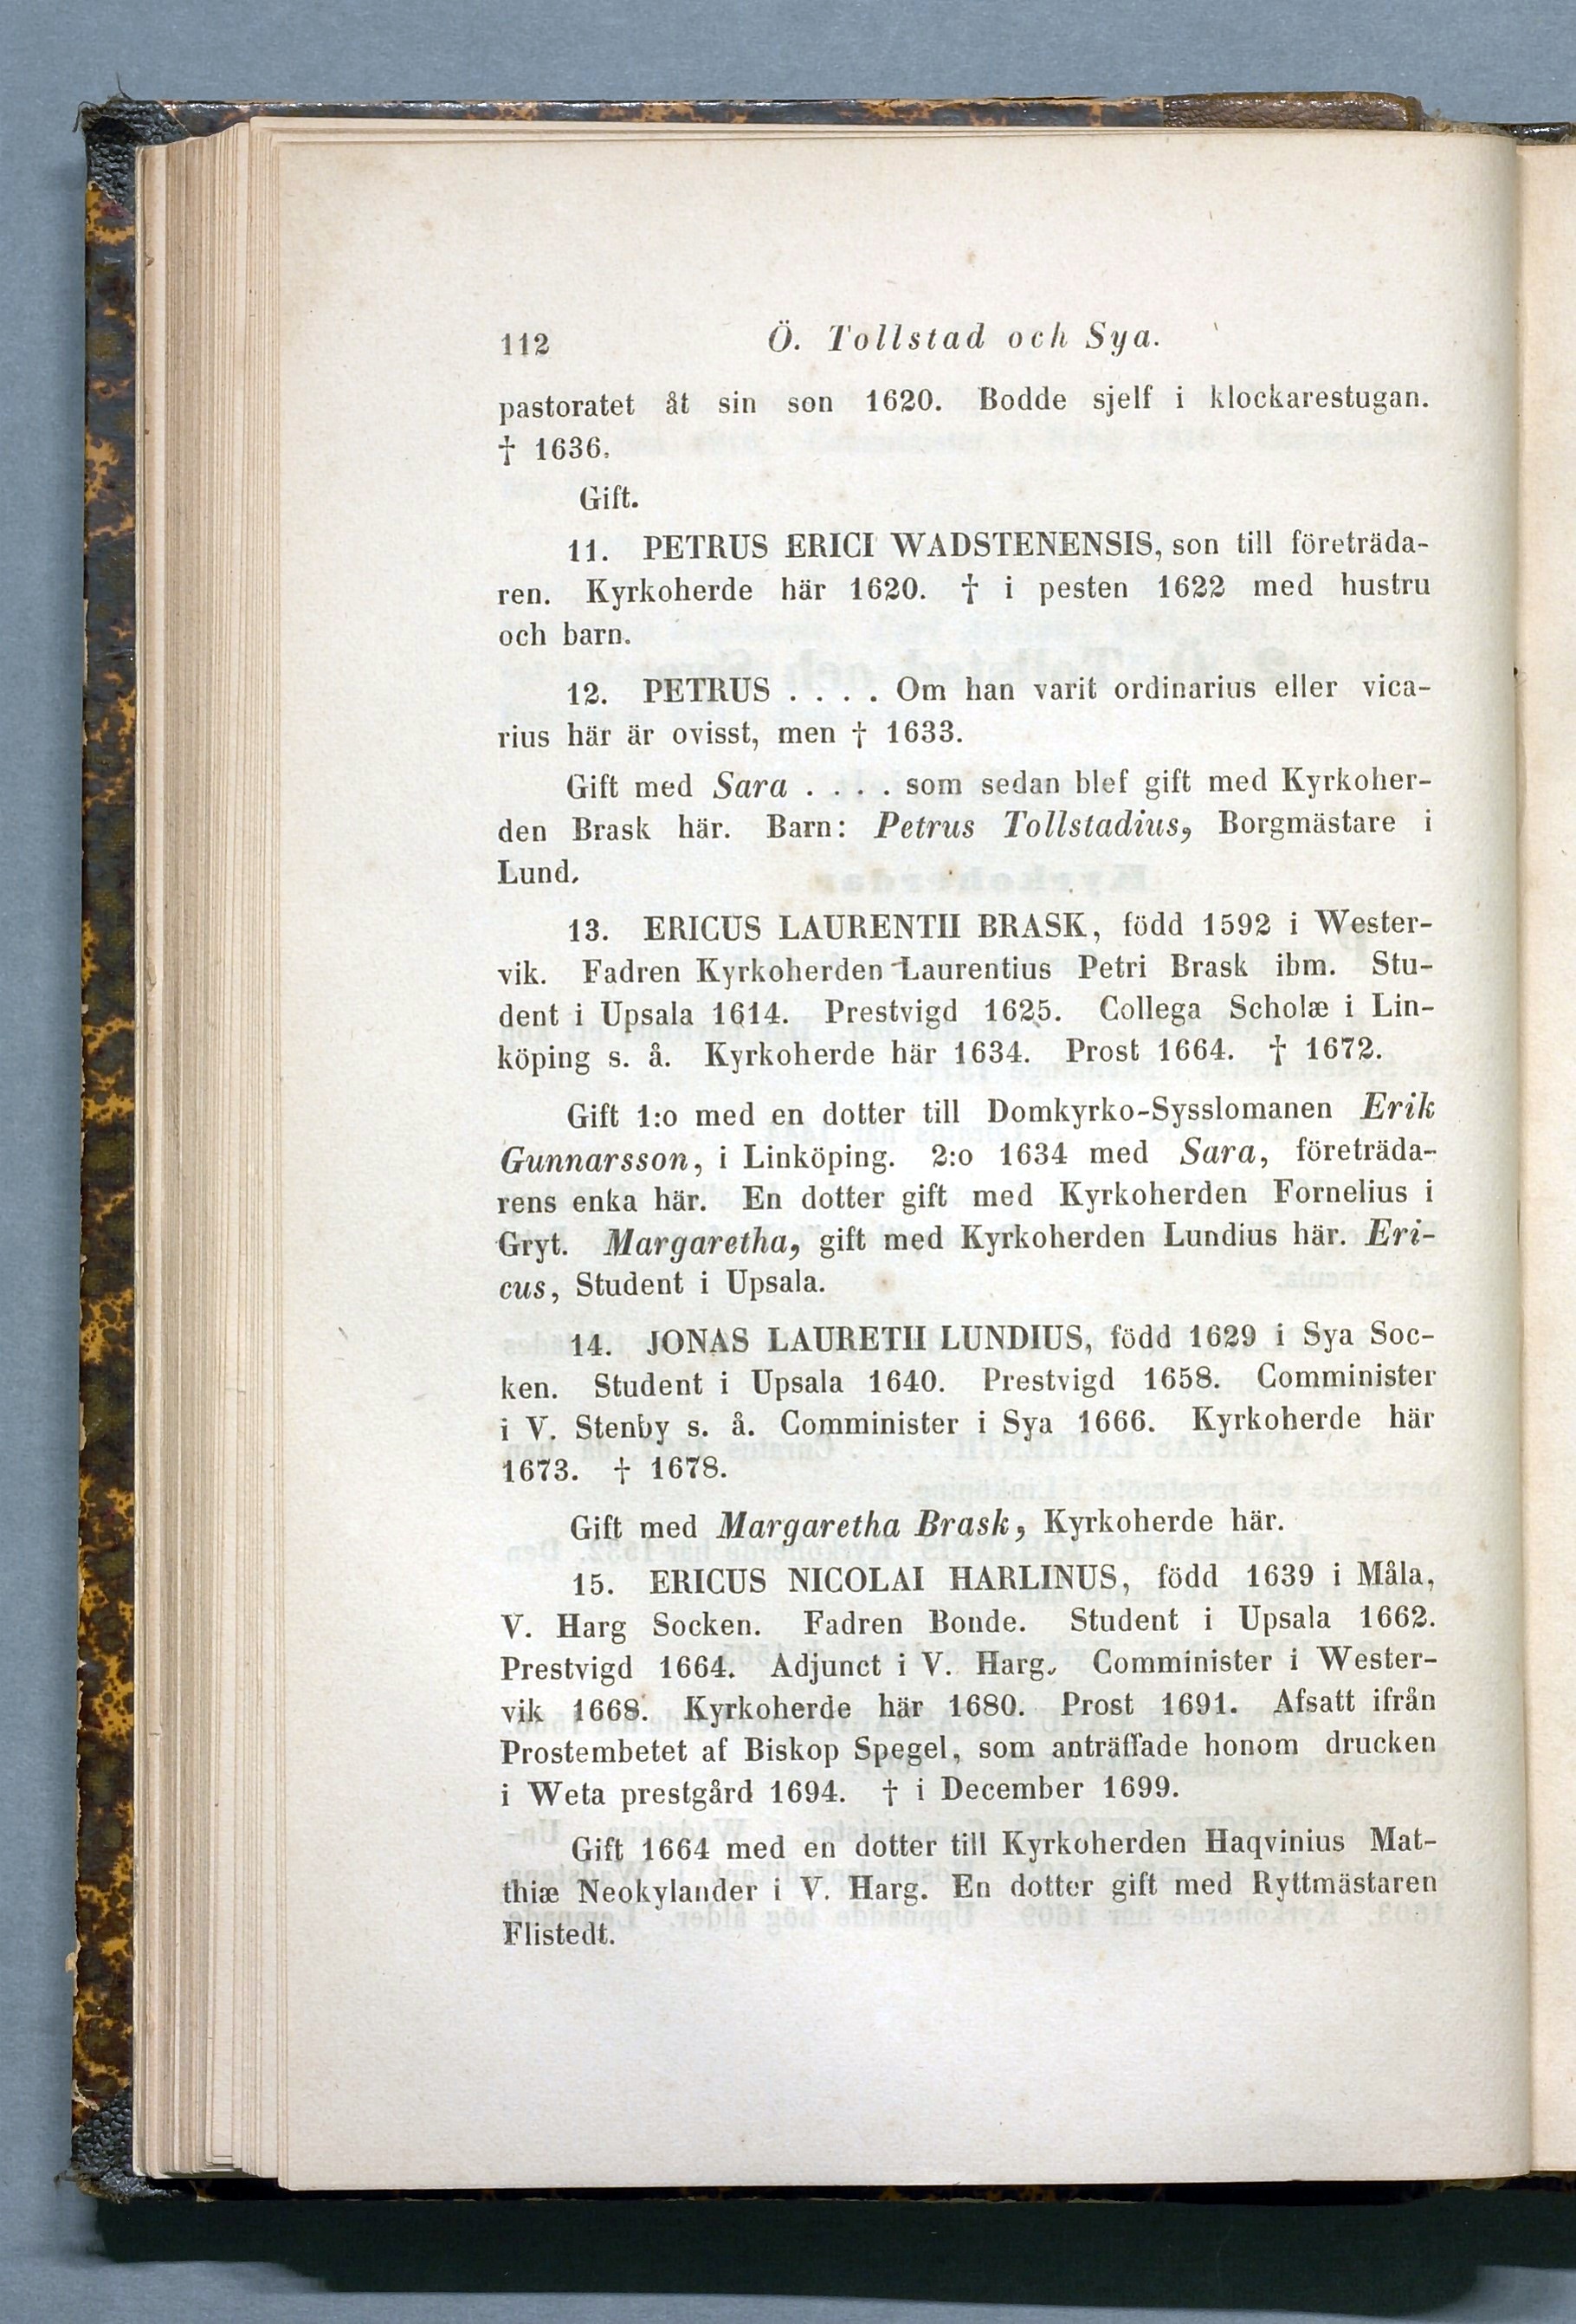 112 Ö. Tollstad och Sya.
pastoratet åt sin son 1620. Bodde sjelf i klockarestugan.
† 1636.
Gift.
11. PETRUS ERICI WADSTENENSIS, son till företräda-
ren. Kyrkoherde här 1620. † i pesten 1622 med hustru
och barn.
12. PETRUS . . . . Om han varit ordinarius eller vica-
rius här är ovisst, men † 1633.
Gift med Sara . . . . som sedan blef gift med Kyrkoher-
den Brask här. Barn: Petrus Tollstadius, Borgmästare i
Lund.
13. ERICUS LAURENTII BRASK, född 1592 i Wester-
vik. Fadren Kyrkoherden Laurentius Petri Brask ibm. Stu-
dent i Upsala 1614. Prestvigd 1625. Collega Scholæ i Lin-
köping s. å. Kyrkoherde här 1634. Prost 1664. † 1672.
Gift 1:o med en dotter till Domkyrko-Sysslomanen Erik
Gunnarsson, i Linköping. 2:o 1634 med Sara, företräda-
rens enka här. En dotter gift med Kyrkoherden Fornelius i
Gryt. Margaretha, gift med Kyrkoherden Lundius här. Eri-
cus, Student i Upsala.
14. JONAS LAURETII LUNDIUS, född 1629 i Sya Soc-
ken. Student i Upsala 1640. Prestvigd 1658. Comminister
i V. Stenby s. å. Comminister i Sya 1666. Kyrkoherde här
1673. † 1678.
Gift med Margaretha Brask, Kyrkoherde här.
15. ERICUS NICOLAI HARLINUS, född 1639 i Måla,
V. Harg Socken. Fadren Bonde. Student i Upsala 1662.
Prestvigd 1664. Adjunct i V. Harg. Comminister i Wester-
vik 1668. Kyrkoherde här 1680. Prost 1691. Afsatt ifrån
Prostembetet af Biskop Spegel, som anträffade honom drucken
i Weta prestgård 1694. † i December 1699.
Gift 1664 med en dotter till Kyrkoherden Haqvinius Mat-
thiæ Neokylander i V. Harg. En dotter gift med Ryttmästaren
Flistedt.